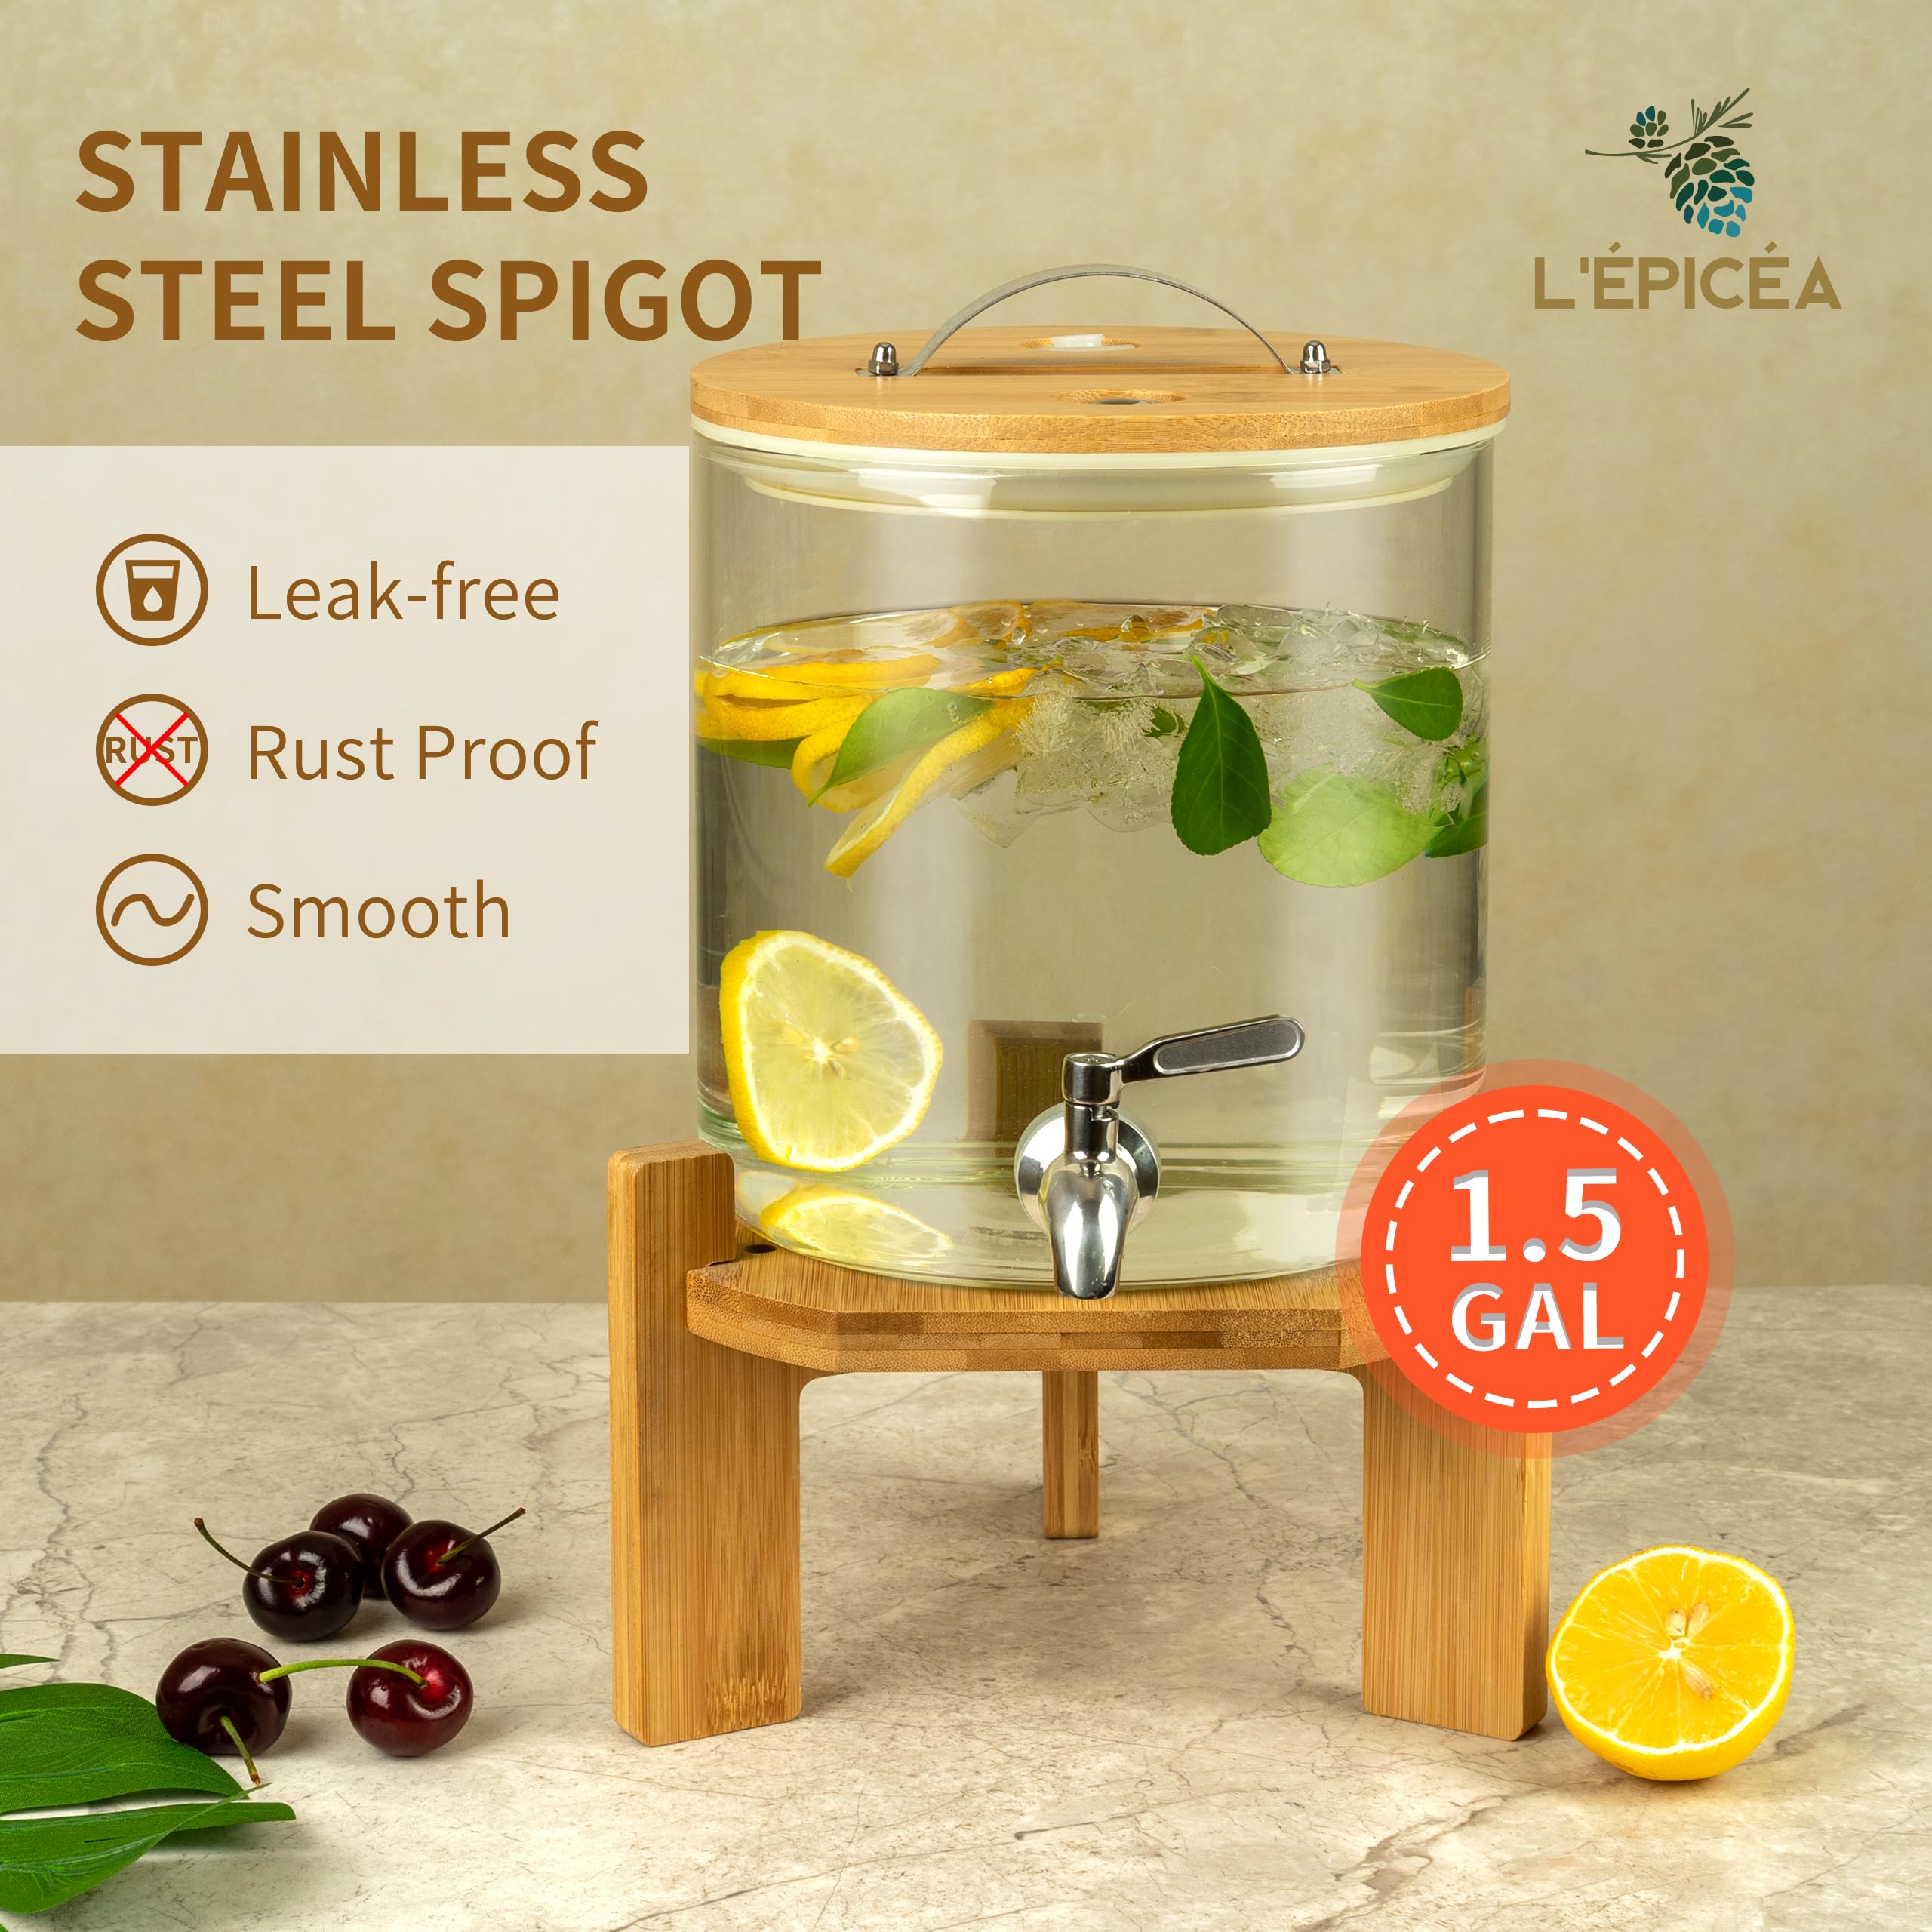 STAINLESS
STEEL SPIGOT
L'ÉPICÉA
Leak-free
RUST
Rust Proof
Smooth
1.5
GAL